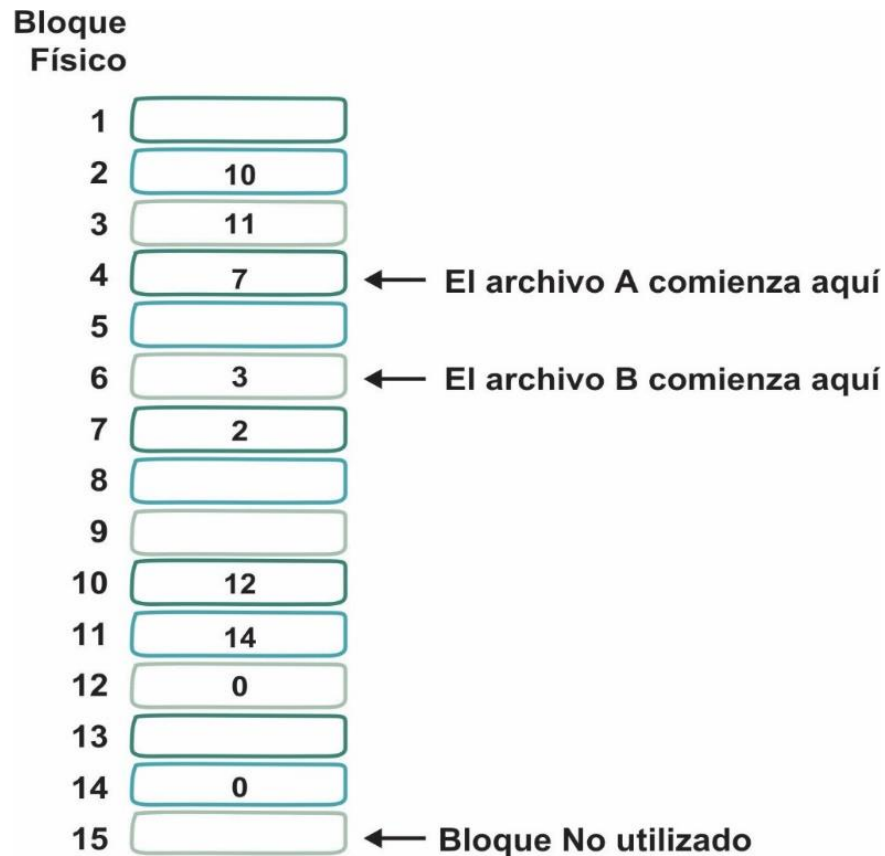 Bloque
Físico
1
2 10
3 11
4 7 El archivo A comienza aquí
5
6 3 El archivo B comienza aquí
7 2
8
9
10 12
11 14
12 0
13
14 0
15 Bloque No utilizado